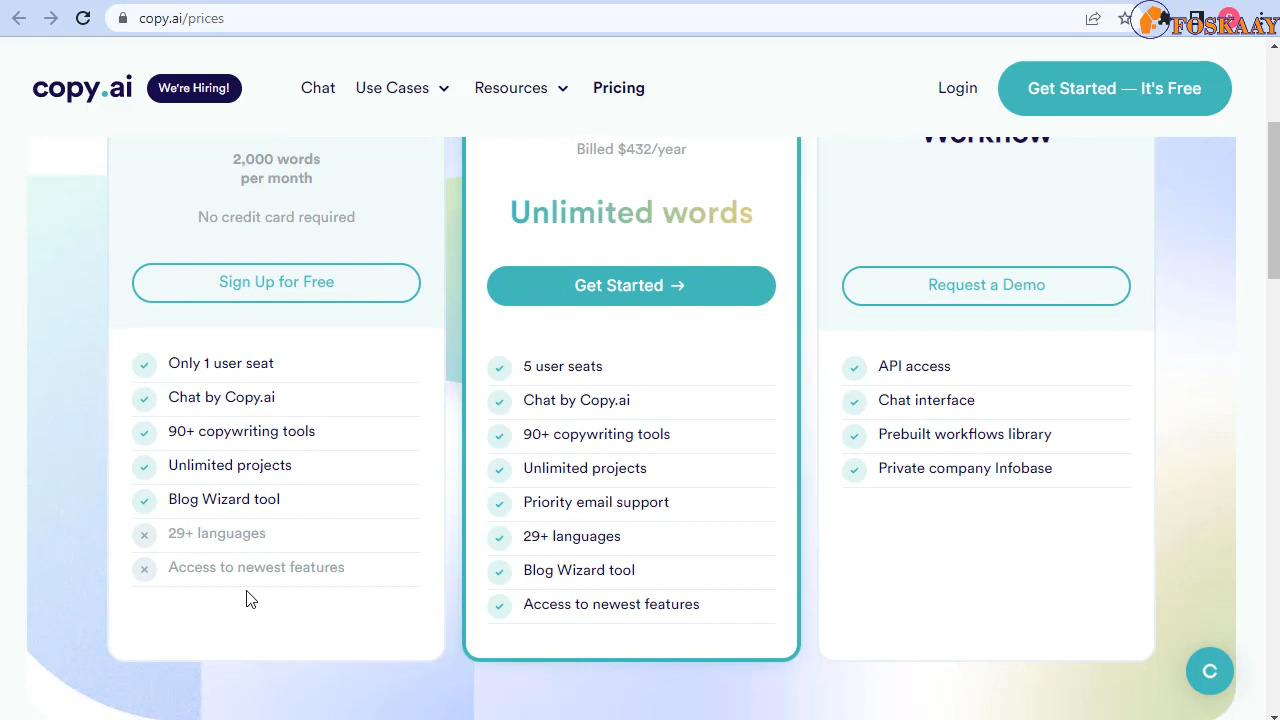 copy.ai/prices
FOSKAAY
copy.ai
We're Hiring!
Chat
Use Cases
Resources
Pricing
Login
Get Started — It's Free
2,000 words
per month
No credit card required
Sign Up for Free
Only 1 user seat
Chat by Copy.ai
90+ copywriting tools
Unlimited projects
Blog Wizard tool
29+ languages
Access to newest features
Billed $432/year
Unlimited words
Get Started →
5 user seats
Chat by Copy.ai
90+ copywriting tools
Unlimited projects
Priority email support
29+ languages
Blog Wizard tool
Access to newest features
Workflow
Request a Demo
API access
Chat interface
Prebuilt workflows library
Private company Infobase
C